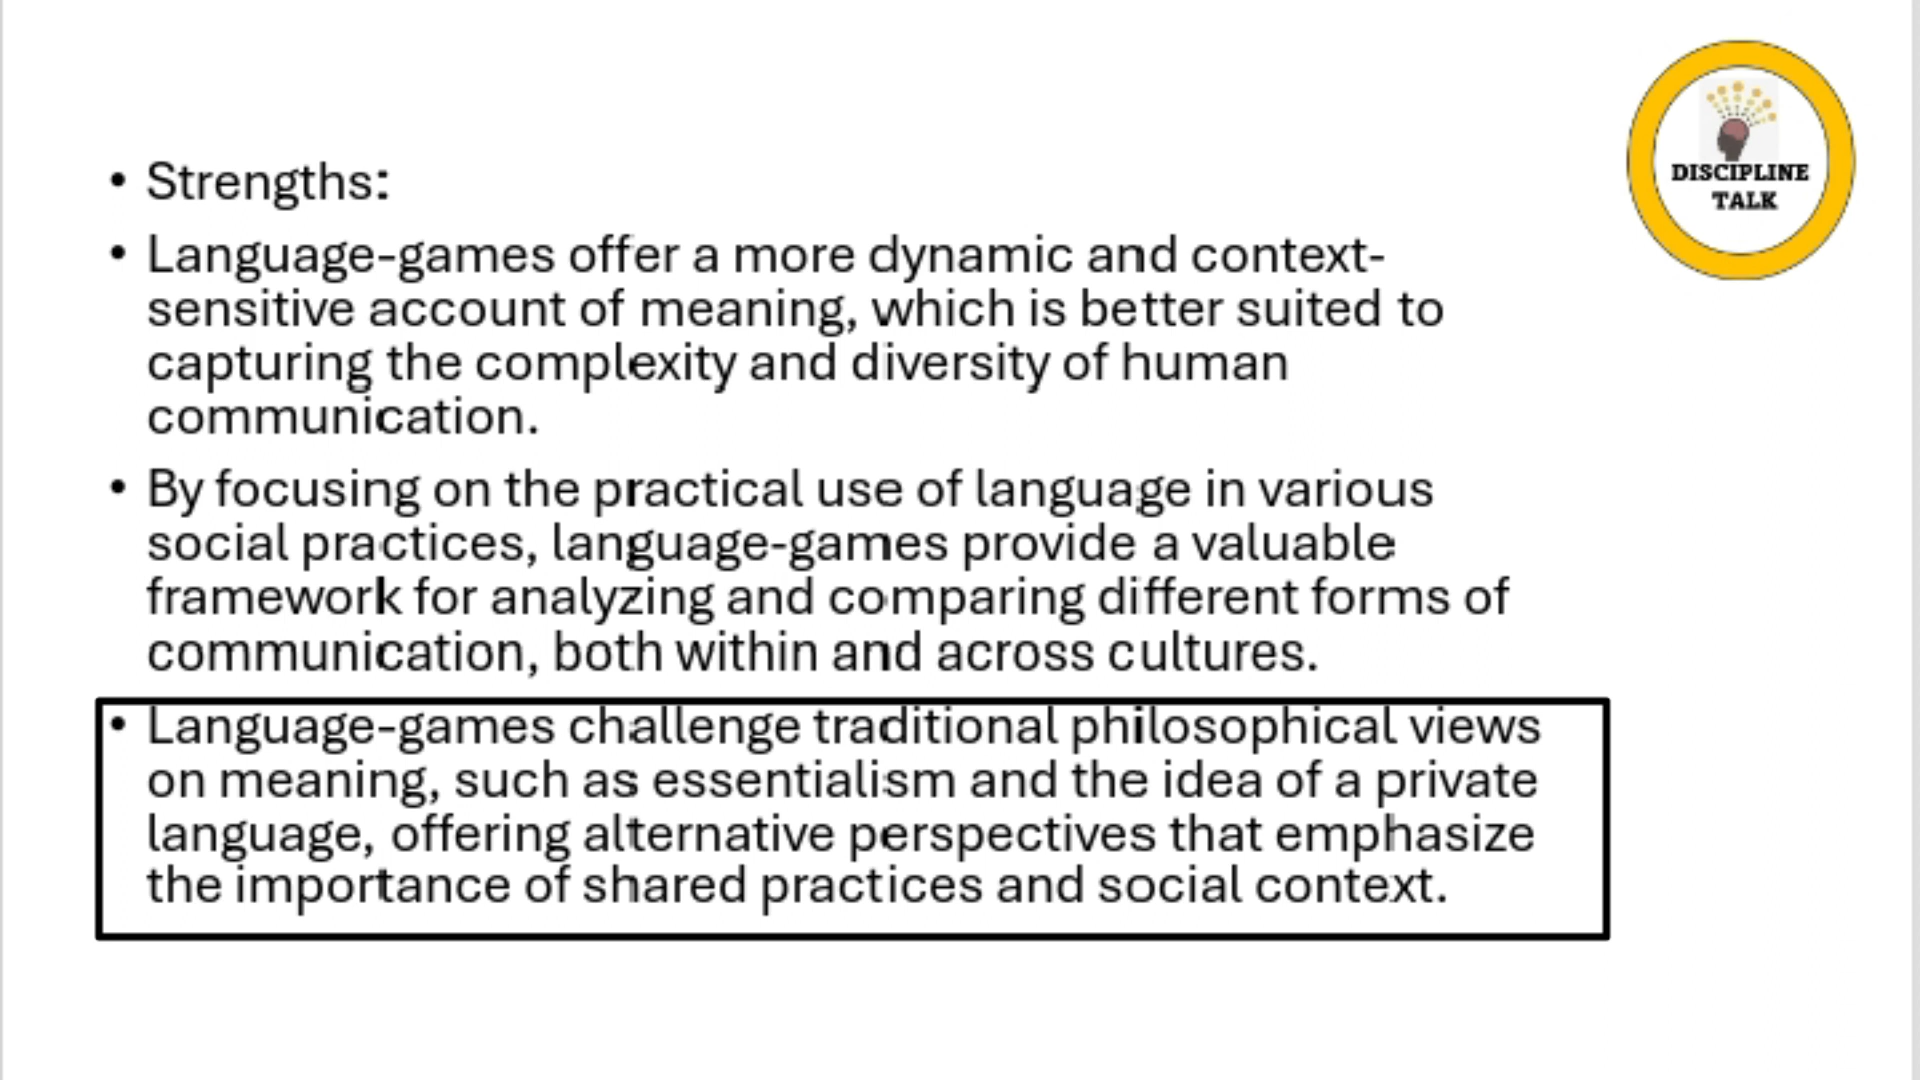 DISCIPLINE
TALK
• Strengths:
• Language-games offer a more dynamic and context-
sensitive account of meaning, which is better suited to
capturing the complexity and diversity of human
communication.
• By focusing on the practical use of language in various
social practices, language-games provide a valuable
framework for analyzing and comparing different forms of
communication, both within and across cultures.
• Language-games challenge traditional philosophical views
on meaning, such as essentialism and the idea of a private
language, offering alternative perspectives that emphasize
the importance of shared practices and social context.